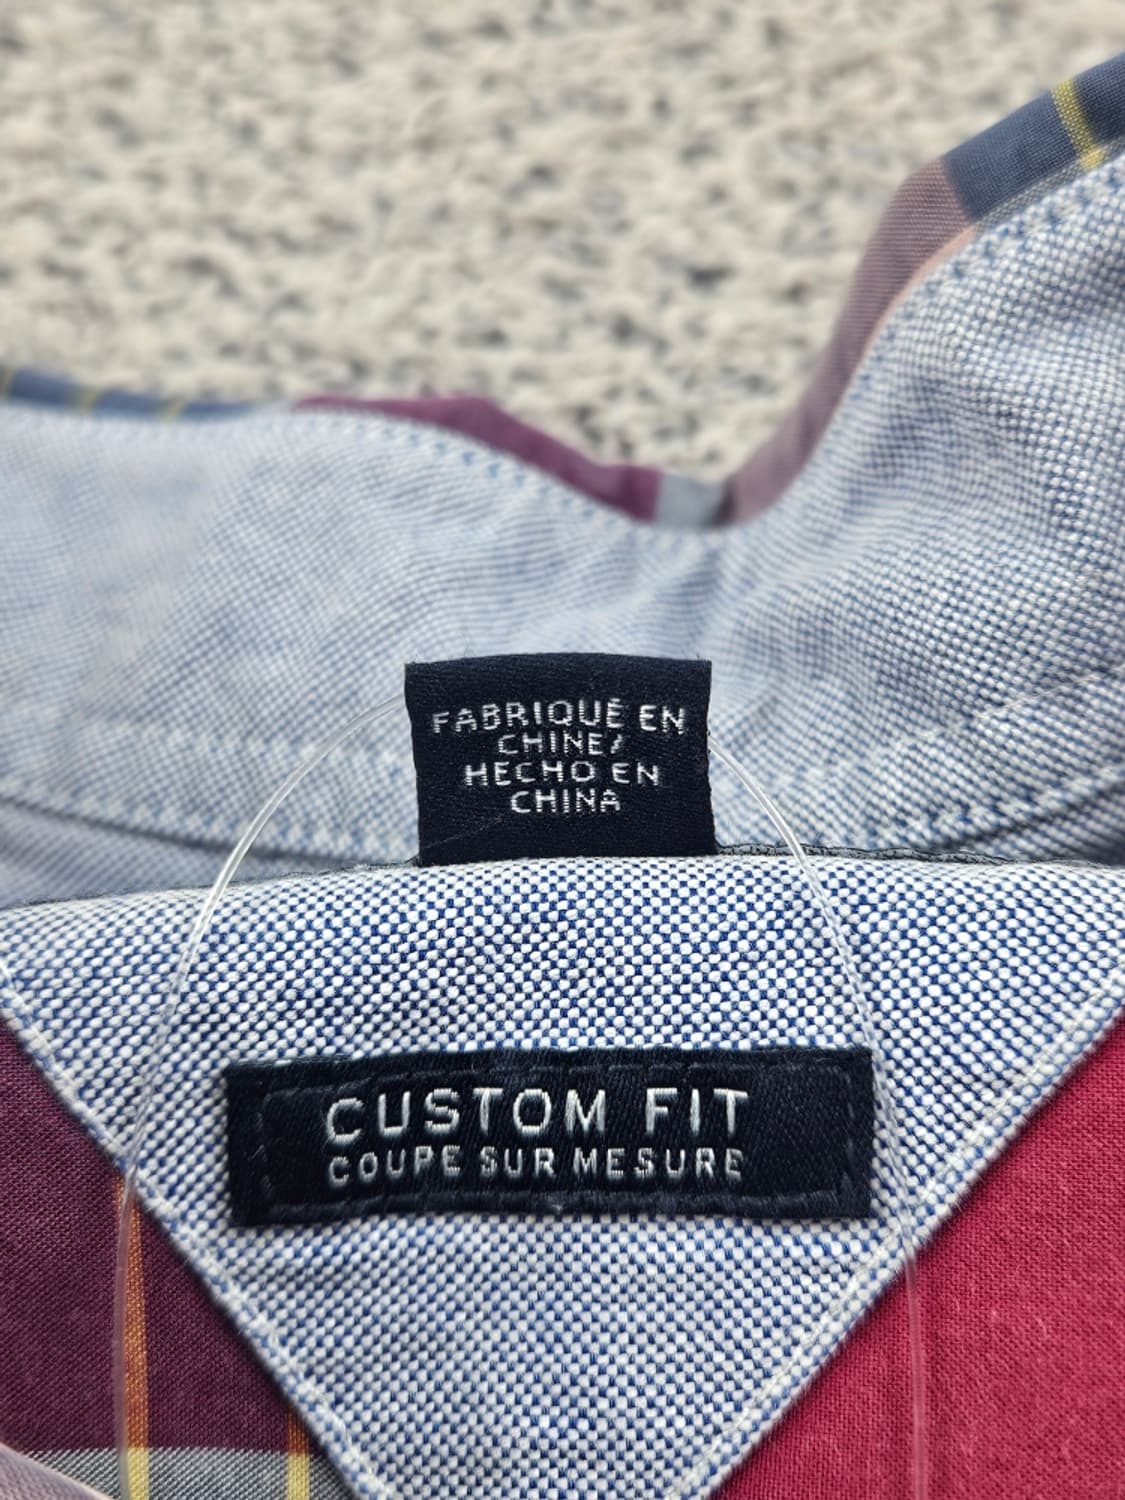 FABRIQUÉ EN
CHINE/
HECHO EN
CHINA
CUSTOM FIT
COUPE SUR MESURE